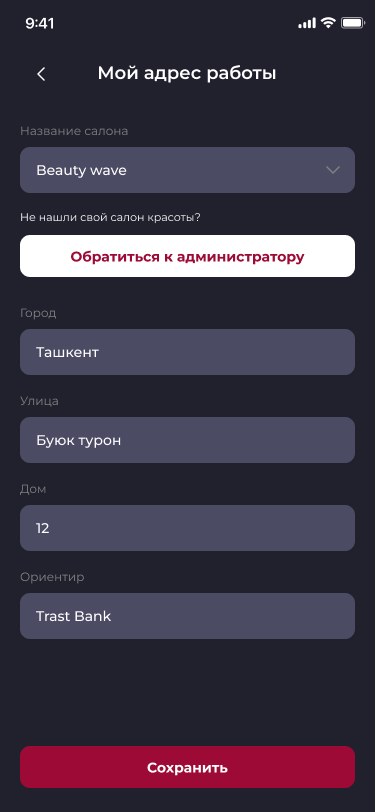 9:41
Мой адрес работы
Название салона
Beauty wave
Не нашли свой салон красоты?
Обратиться к администратору
Город
Ташкент
Улица
Буюк турон
Дом
12
Ориентир
Trast Bank
Сохранить